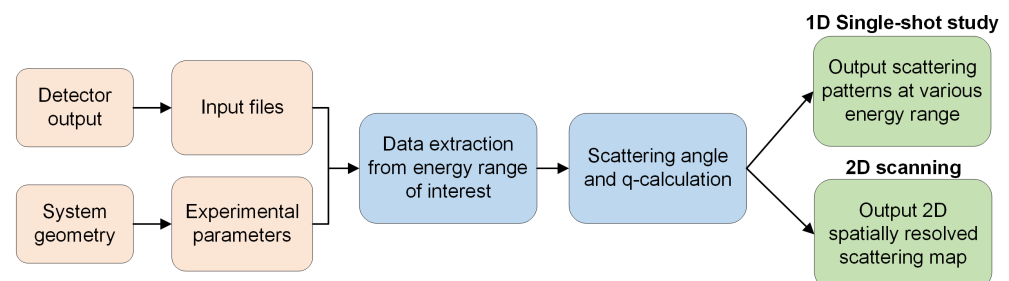 Detector
output
Input files
System
geometry
Experimental
parameters
Data extraction
from energy range
of interest
Scattering angle
and q-calculation
1D Single-shot study
Output scattering
patterns at various
energy range
2D scanning
Output 2D
spatially resolved
scattering map